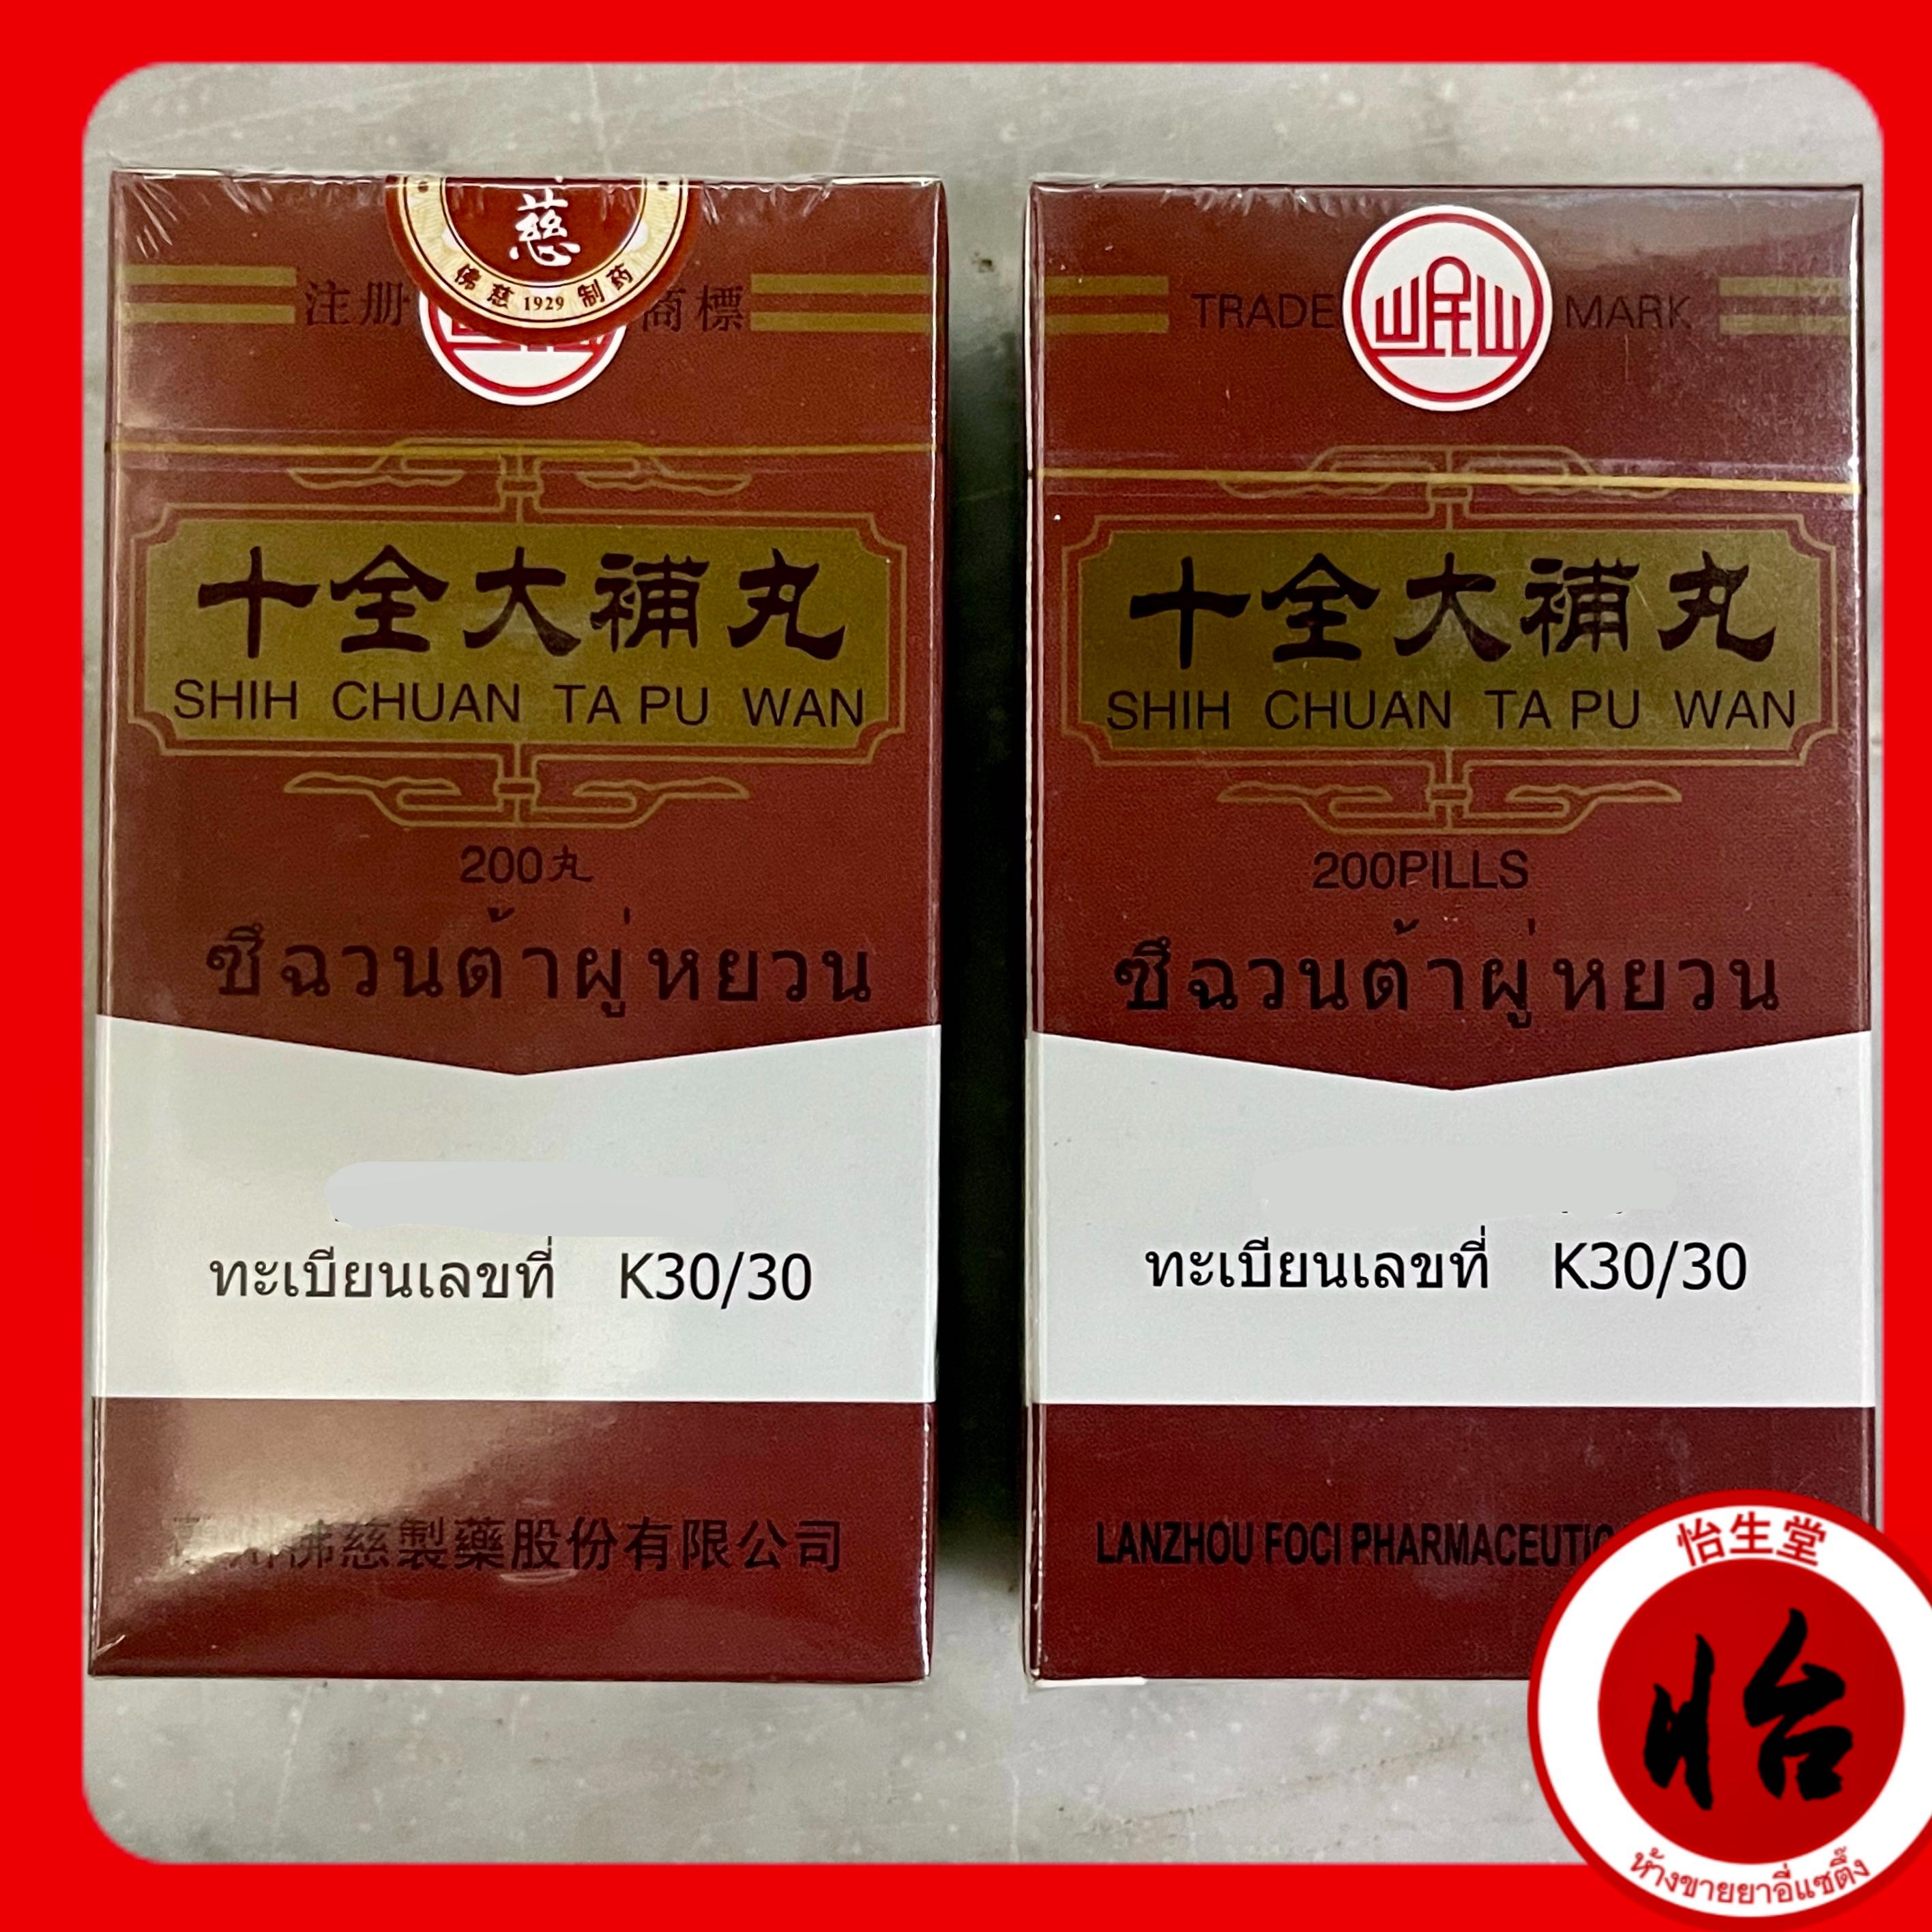 慈
佛慈 1929 制药
注册 商標
十全大補丸
SHIH CHUAN TA PU WAN
200丸
ซึฉวนต้าผู่หยวน
ทะเบียนเลขที่ K30/30
佛慈製藥股份有限公司
TRADE 岷山 MARK
十全大補丸
SHIH CHUAN TA PU WAN
200PILLS
ซึฉวนต้าผู่หยวน
ทะเบียนเลขที่ K30/30
LANZHOU FOCI
怡生堂
怡
ห้างขายยาอี่แซตึ๊ง